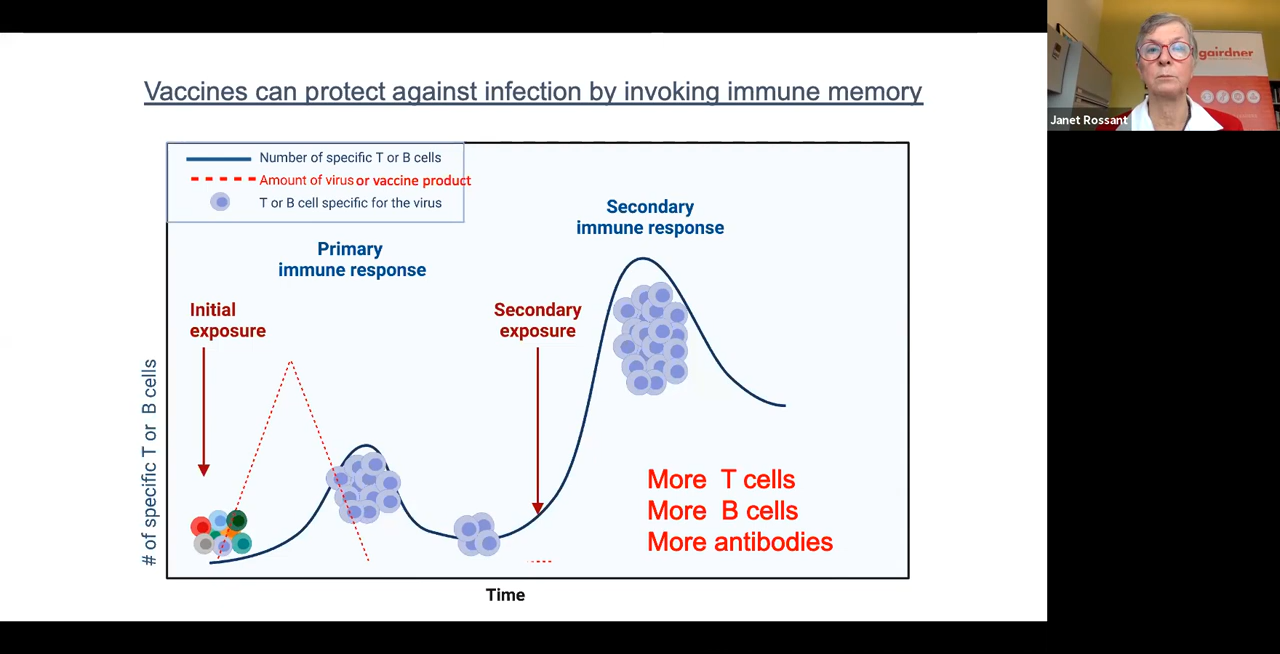 Vaccines can protect against infection by invoking immune memory
Number of specific T or B cells
Amount of virus or vaccine product
T or B cell specific for the virus
Primary
immune response
Secondary
immune response
Initial
exposure
Secondary
exposure
# of specific T or B cells
More T cells
More B cells
More antibodies
Time
gairdner
Janet Rossant